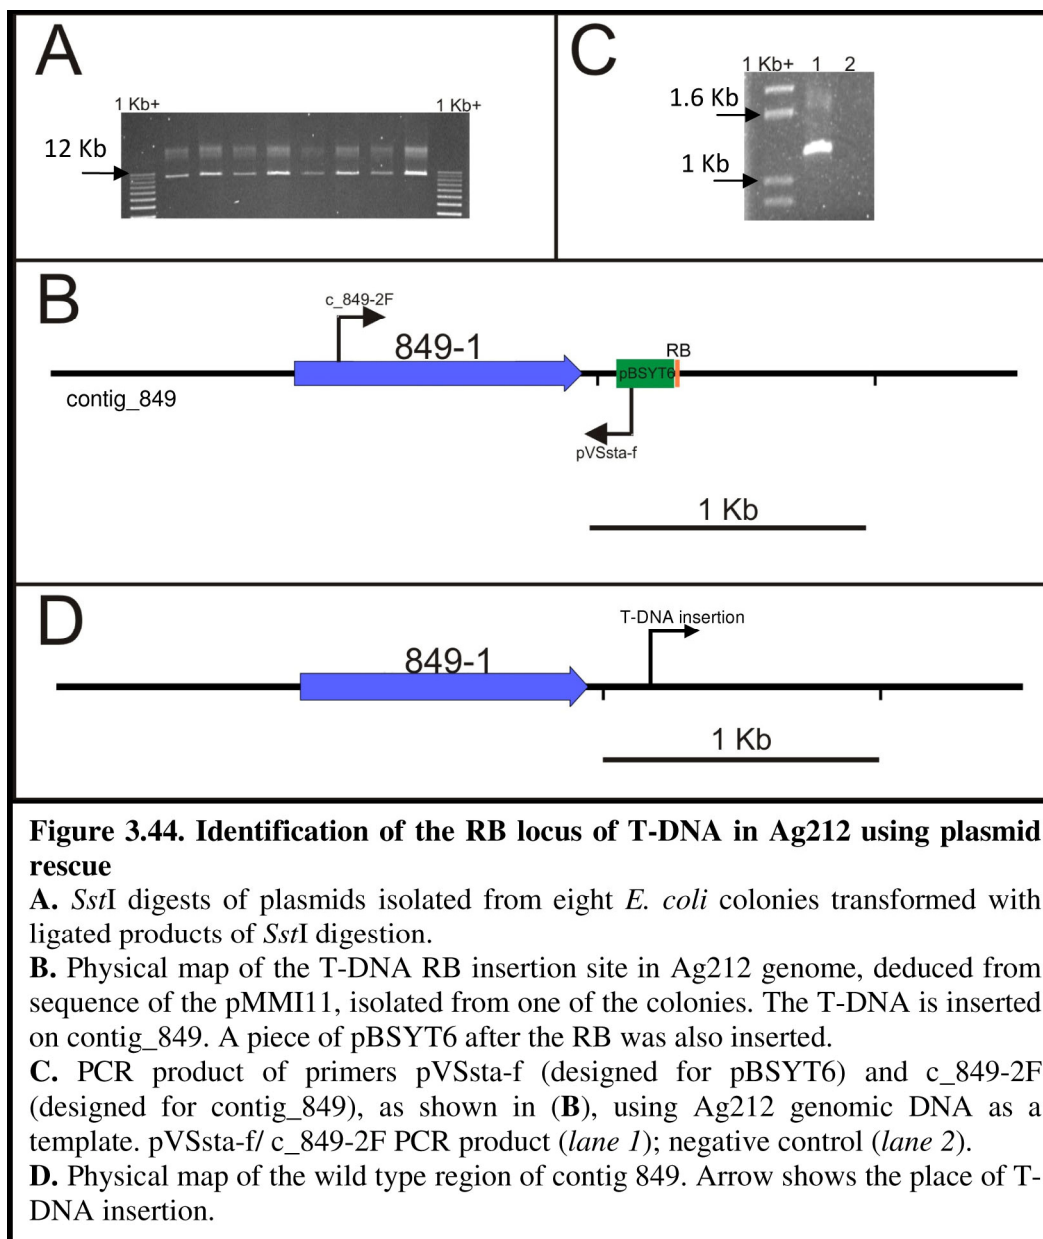 A
1 Kb+
1 Kb+
12 Kb
C
1 Kb+ 1 2
1.6 Kb
1 Kb
B
c_849-2F
849-1
RB
pBSYT6
contig_849
pVSsta-f
1 Kb
D
T-DNA insertion
849-1
1 Kb
Figure 3.44. Identification of the RB locus of T-DNA in Ag212 using plasmid
rescue
A. SstI digests of plasmids isolated from eight E. coli colonies transformed with
ligated products of SstI digestion.
B. Physical map of the T-DNA RB insertion site in Ag212 genome, deduced from
sequence of the pMMI11, isolated from one of the colonies. The T-DNA is inserted
on contig_849. A piece of pBSYT6 after the RB was also inserted.
C. PCR product of primers pVSsta-f (designed for pBSYT6) and c_849-2F
(designed for contig_849), as shown in (B), using Ag212 genomic DNA as a
template. pVSsta-f/ c_849-2F PCR product (lane 1); negative control (lane 2).
D. Physical map of the wild type region of contig 849. Arrow shows the place of T-
DNA insertion.